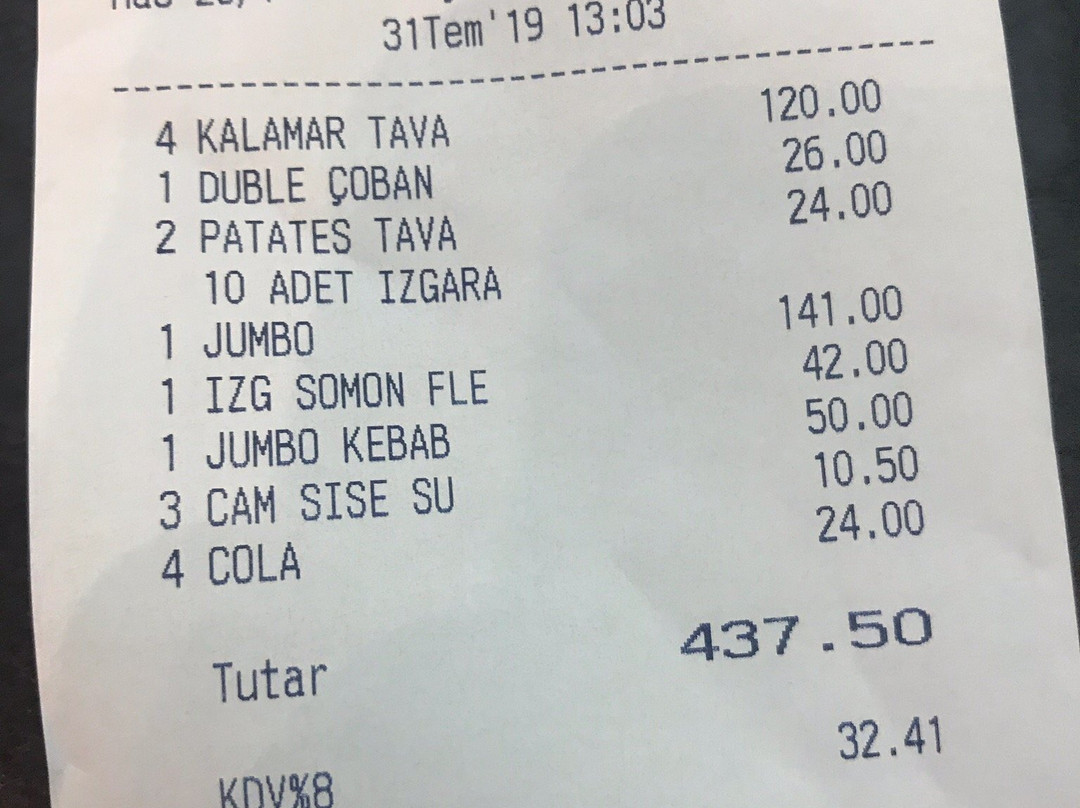 31Tem'19 13:03
4 KALAMAR TAVA 120.00
1 DUBLE ÇOBAN 26.00
2 PATATES TAVA 24.00
10 ADET IZGARA
1 JUMBO 141.00
1 IZG SOMON FLE 42.00
1 JUMBO KEBAB 50.00
3 CAM SISE SU 10.50
4 COLA 24.00
Tutar 437.50
KDV%8 32.41